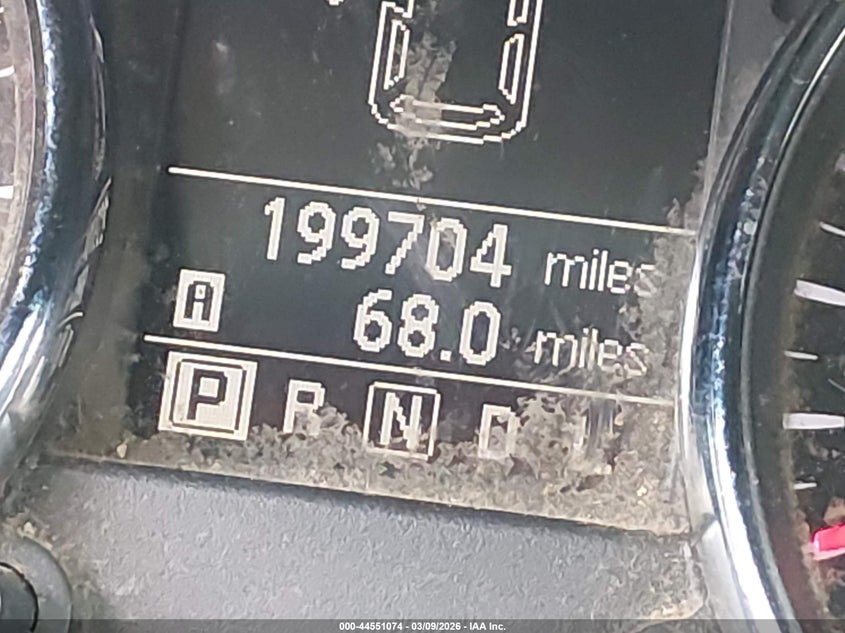 199704 miles
A 68.0 miles
P R N D
000-44551074 - 03/09/2026 - IAA Inc.